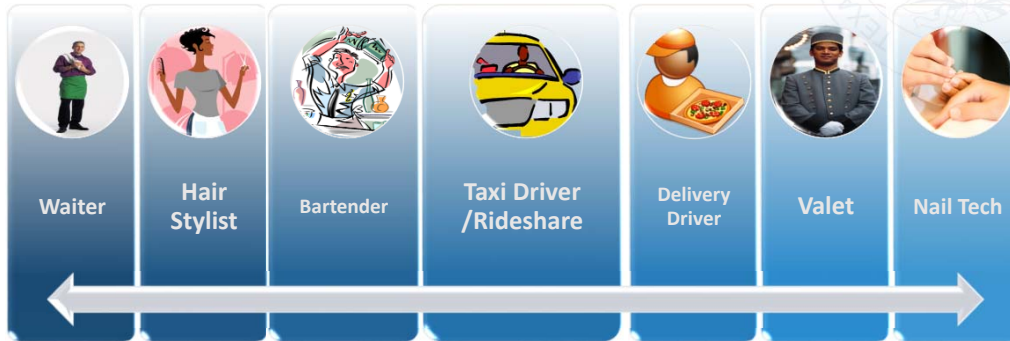 Waiter
Hair
Stylist
Bartender
Taxi Driver
/Rideshare
Delivery
Driver
Valet
Nail Tech